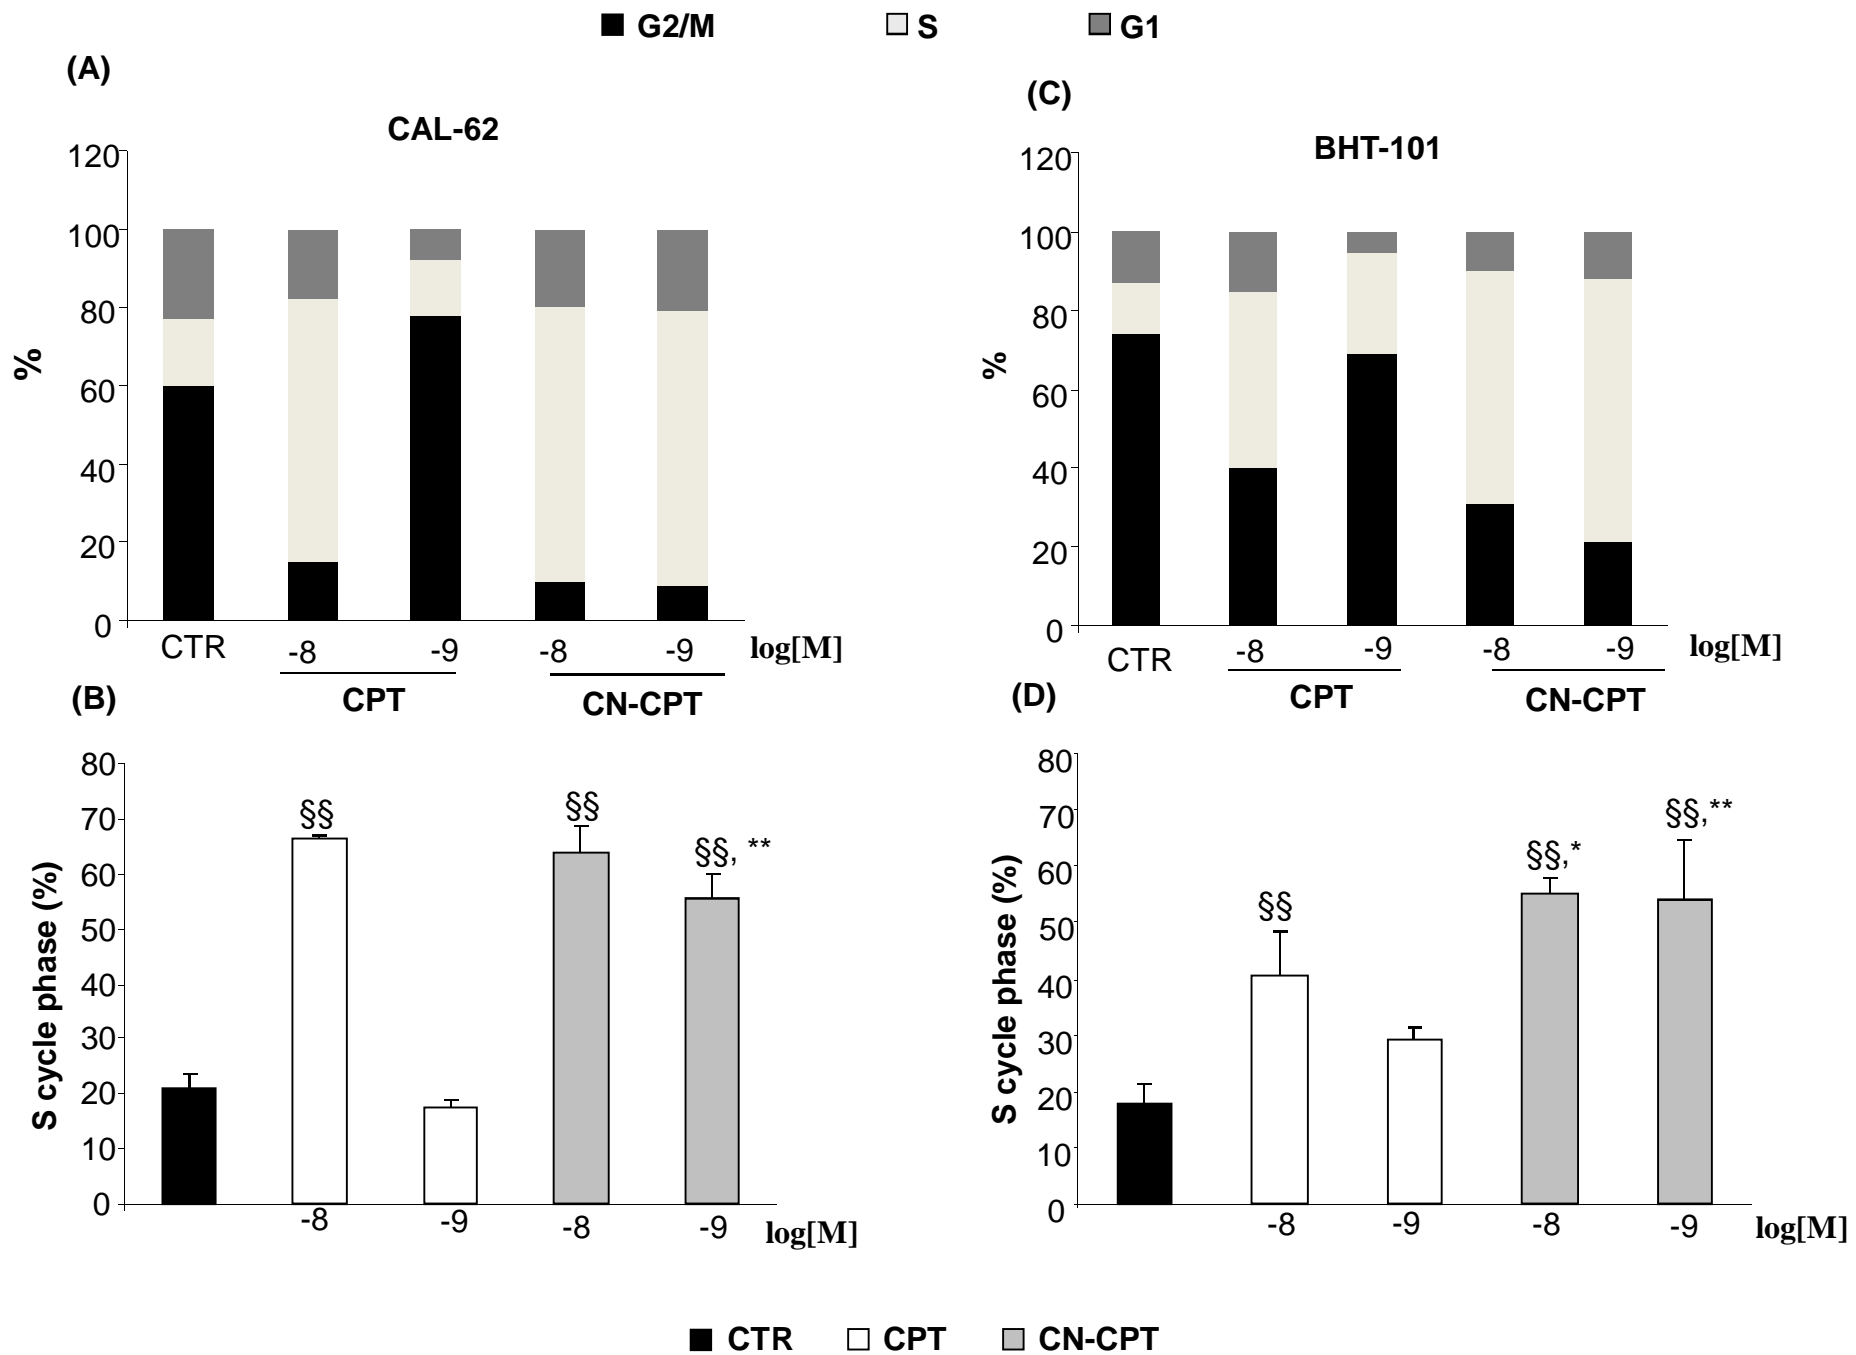 G2/M S G1
(A)
CAL-62
120
100
80
60
40
20
0
%
CTR -8 -9 -8 -9 log[M]
CPT CN-CPT
(C)
BHT-101
120
100
80
60
40
20
0
%
CTR -8 -9 -8 -9 log[M]
CPT CN-CPT
(B)
80
70
60
50
40
30
20
10
0
S cycle phase (%)
§§
§§
§§, **
-8 -9 -8 -9 log[M]
(D)
80
70
60
50
40
30
20
10
0
S cycle phase (%)
§§
§§,*
§§,**
-8 -9 -8 -9 log[M]
CTR CPT CN-CPT